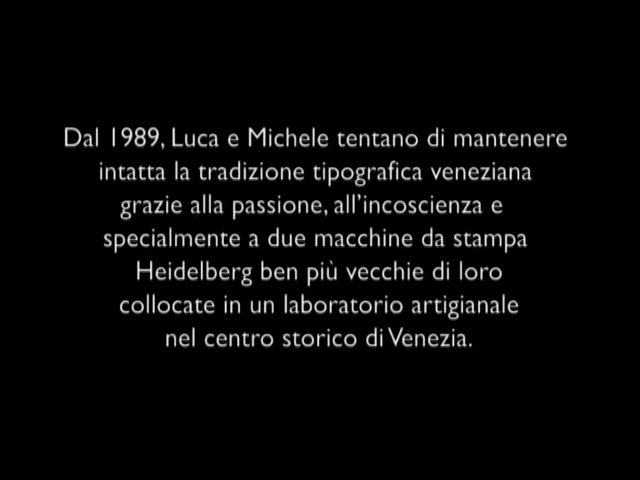 Dal 1989, Luca e Michele tentano di mantenere
intatta la tradizione tipografica veneziana
grazie alla passione, all'incoscienza e
specialmente a due macchine da stampa
Heidelberg ben più vecchie di loro
collocate in un laboratorio artigianale
nel centro storico di Venezia.